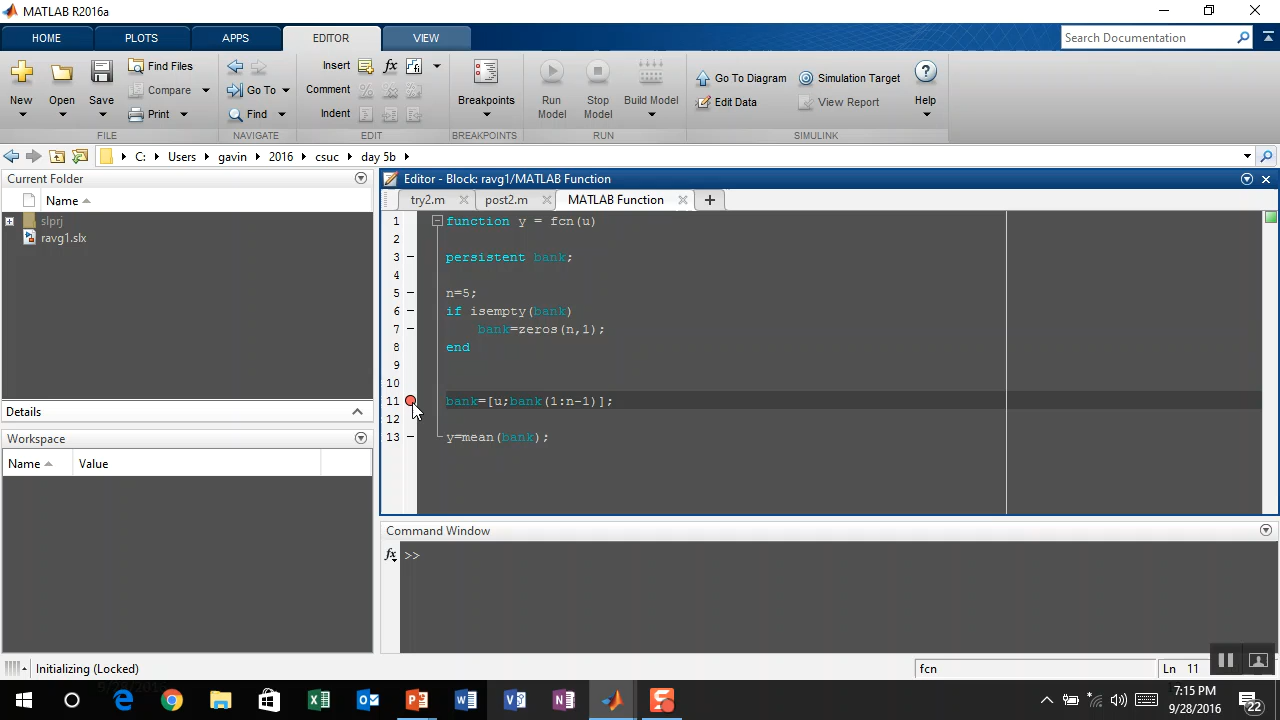 MATLAB R2016a
HOME PLOTS APPS EDITOR VIEW Search Documentation
New Open Save Find Files Compare Print
Go To Find
Insert fx Comment Indent
Breakpoints
Run Model Stop Model Build Model
Go To Diagram Simulation Target
Edit Data View Report
Help
FILE NAVIGATE EDIT BREAKPOINTS RUN SIMULINK
C: Users gavin 2016 csuc day 5b
Current Folder
Name
slprj
ravg1.slx
Details
Workspace
Name Value
Editor - Block: ravg1/MATLAB Function
try2.m post2.m MATLAB Function
1 function y = fcn(u)
2
3 persistent bank;
4
5 n=5;
6 if isempty(bank)
7 bank=zeros(n,1);
8 end
9
10
11 bank=[u;bank(1:n-1)];
12
13 y=mean(bank);
Command Window
fx >>
Initializing (Locked) fcn Ln 11
7:15 PM
9/28/2016
22